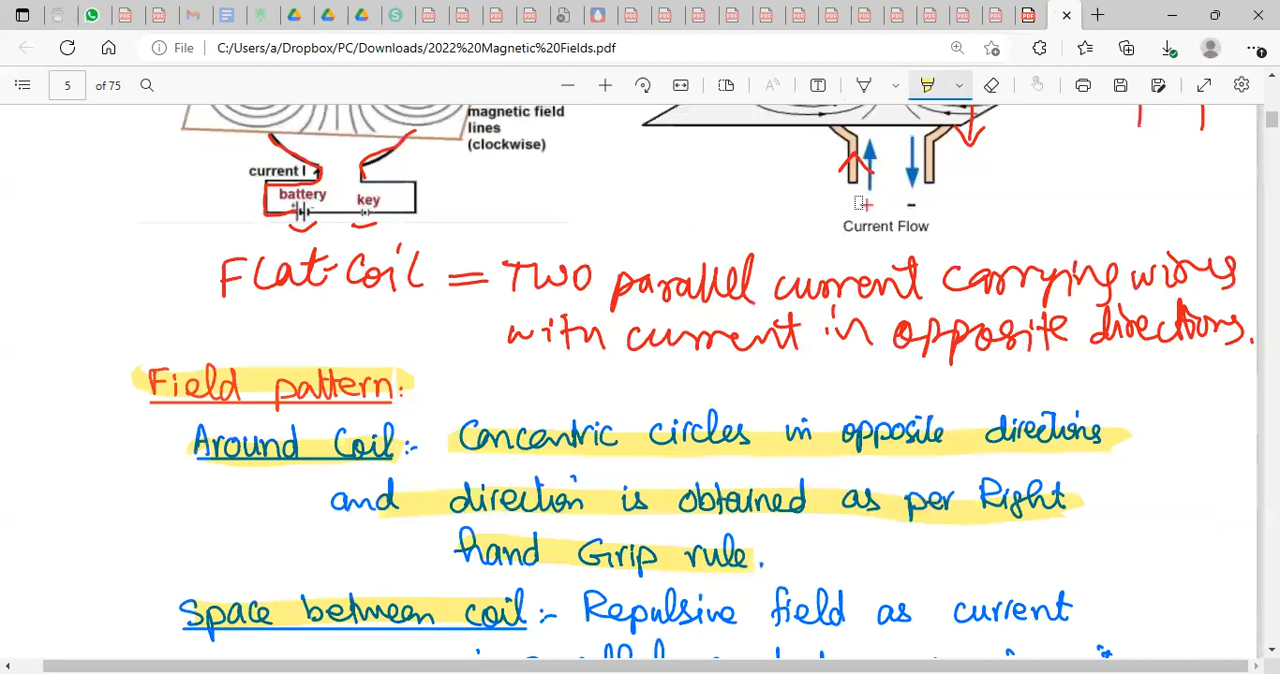 File C:/Users/a/Dropbox/PC/Downloads/2022%20Magnetic%20Fields.pdf
5 of 75
magnetic field
lines
(clockwise)
current I
battery
key
+ -
Current Flow
Flat-Coil = Two parallel current carrying wires
with current in opposite directions.
Field pattern:
Around Coil:- Concentric circles in opposite directions
and direction is obtained as per Right
hand Grip rule.
Space between coil:- Repulsive field as current